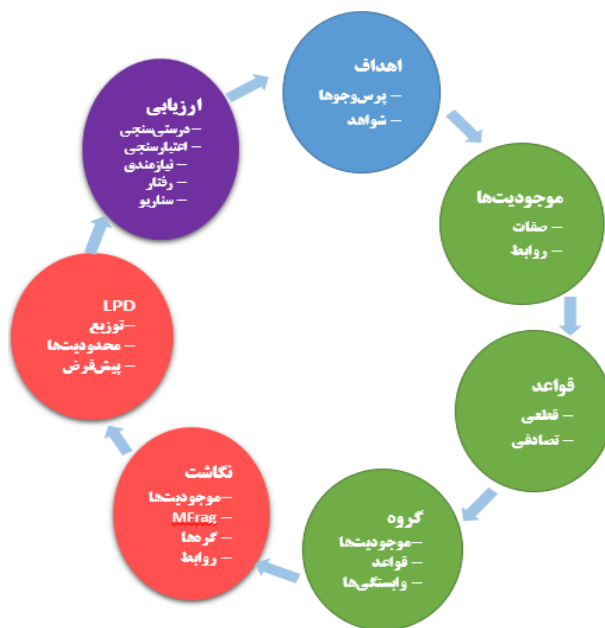 اهداف
– پرس‌وجوها
– شواهد
موجودیت‌ها
– صفات
– روابط
قواعد
– قطعی
– تصادفی
گروه
–موجودیت‌ها
– قواعد
– وابستگی‌ها
نگاشت
–موجودیت‌ها
– MFrag
– گره‌ها
– روابط
LPD
–توزیع
–محدودیت‌ها
–پیش‌فرض
ارزیابی
–درستی‌سنجی
–اعتبارسنجی
–نیازمندی
– رفتار
– سناریو